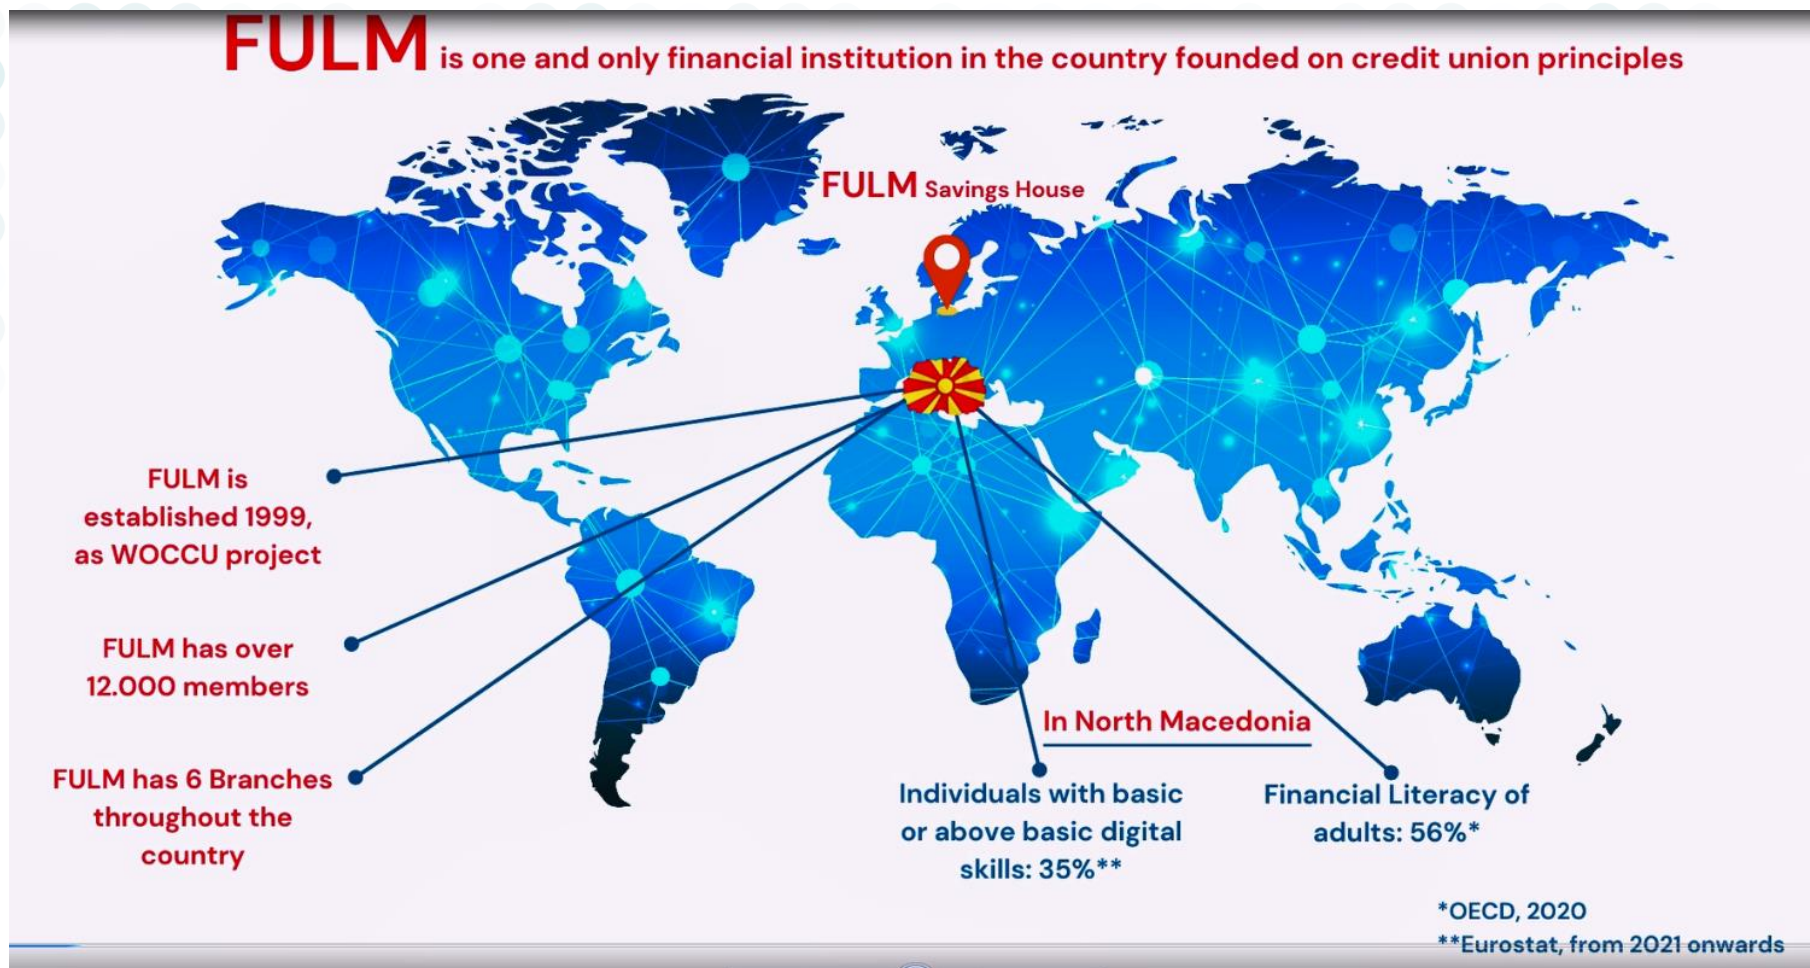 FULM is one and only financial institution in the country founded on credit union principles
FULM Savings House
FULM is
established 1999,
as WOCCU project
FULM has over
12.000 members
FULM has 6 Branches
throughout the
country
In North Macedonia
Individuals with basic
or above basic digital
skills: 35%**
Financial Literacy of
adults: 56%*
*OECD, 2020
**Eurostat, from 2021 onwards